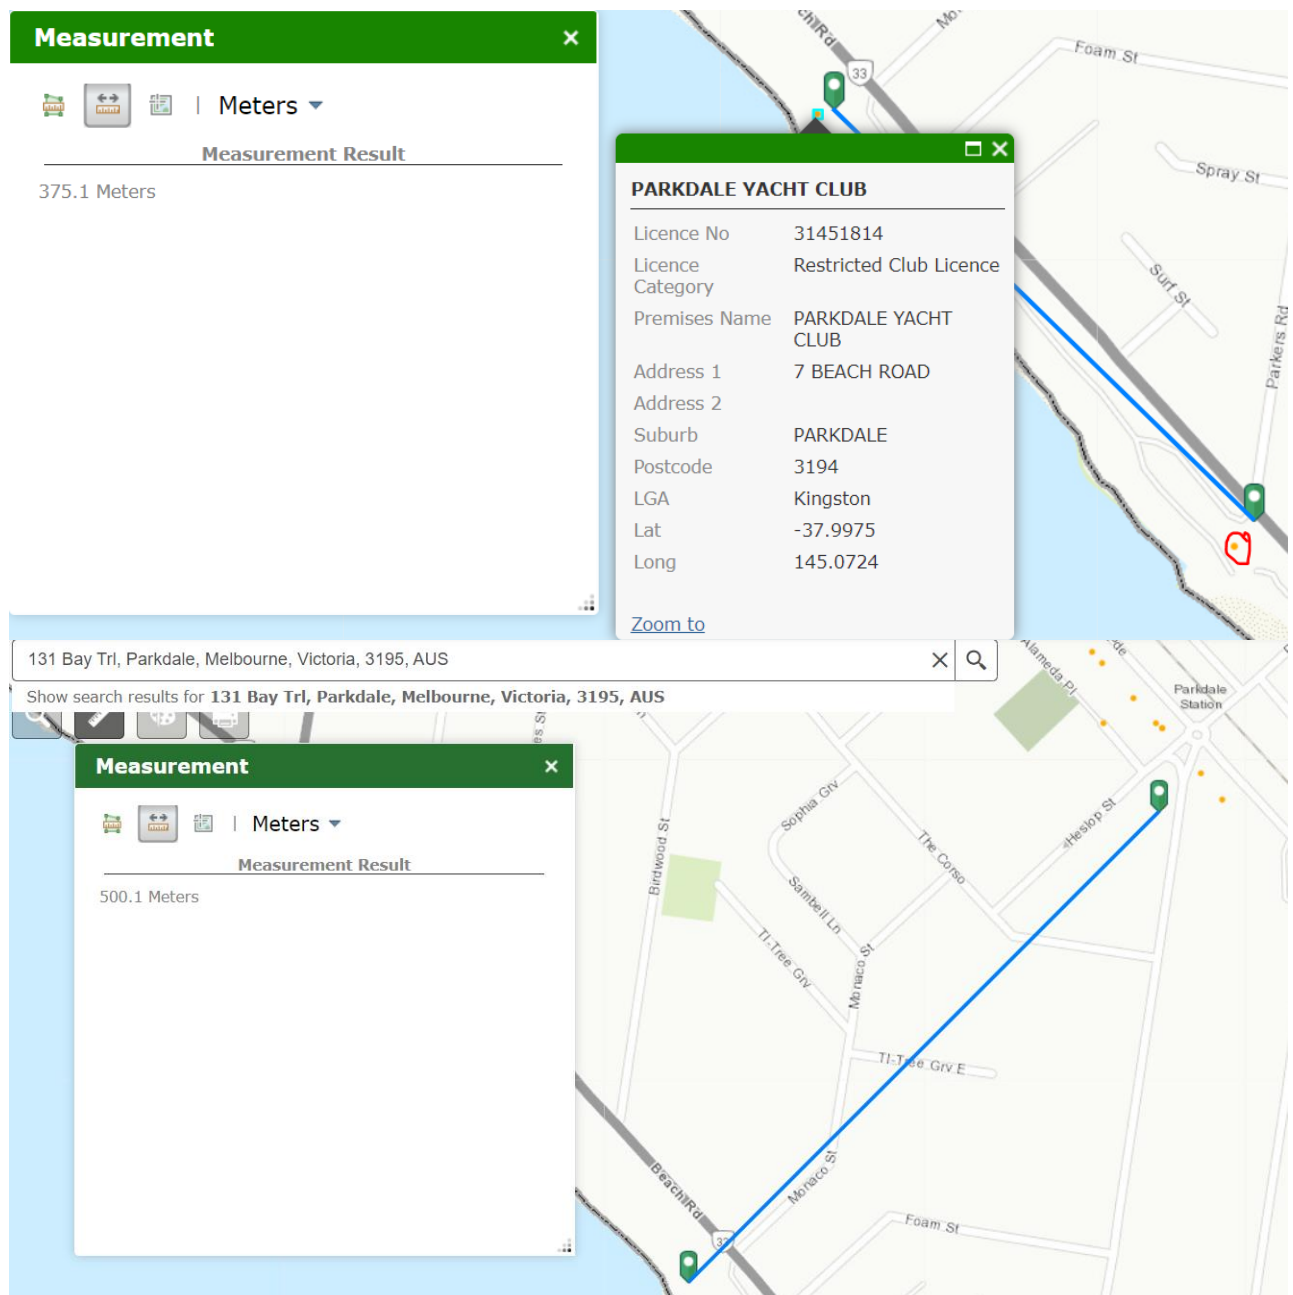 Measurement
Meters
Measurement Result
375.1 Meters
Beach Rd
33
Foam St
Spray St
Surf St
Parkers Rd
PARKDALE YACHT CLUB
Licence No 31451814
Licence Category Restricted Club Licence
Premises Name PARKDALE YACHT CLUB
Address 1 7 BEACH ROAD
Address 2
Suburb PARKDALE
Postcode 3194
LGA Kingston
Lat -37.9975
Long 145.0724
Zoom to
131 Bay Trl, Parkdale, Melbourne, Victoria, 3195, AUS
Show search results for 131 Bay Trl, Parkdale, Melbourne, Victoria, 3195, AUS
Measurement
Meters
Measurement Result
500.1 Meters
Alameda Pl
Parkdale
Station
Heslop St
Sophia Grv
The Corso
Birdwood St
Sambell Ln
TI-Tree Grv
Monaco St
TI-Tree Grv E
Monaco St
Beach Rd
33
Foam St